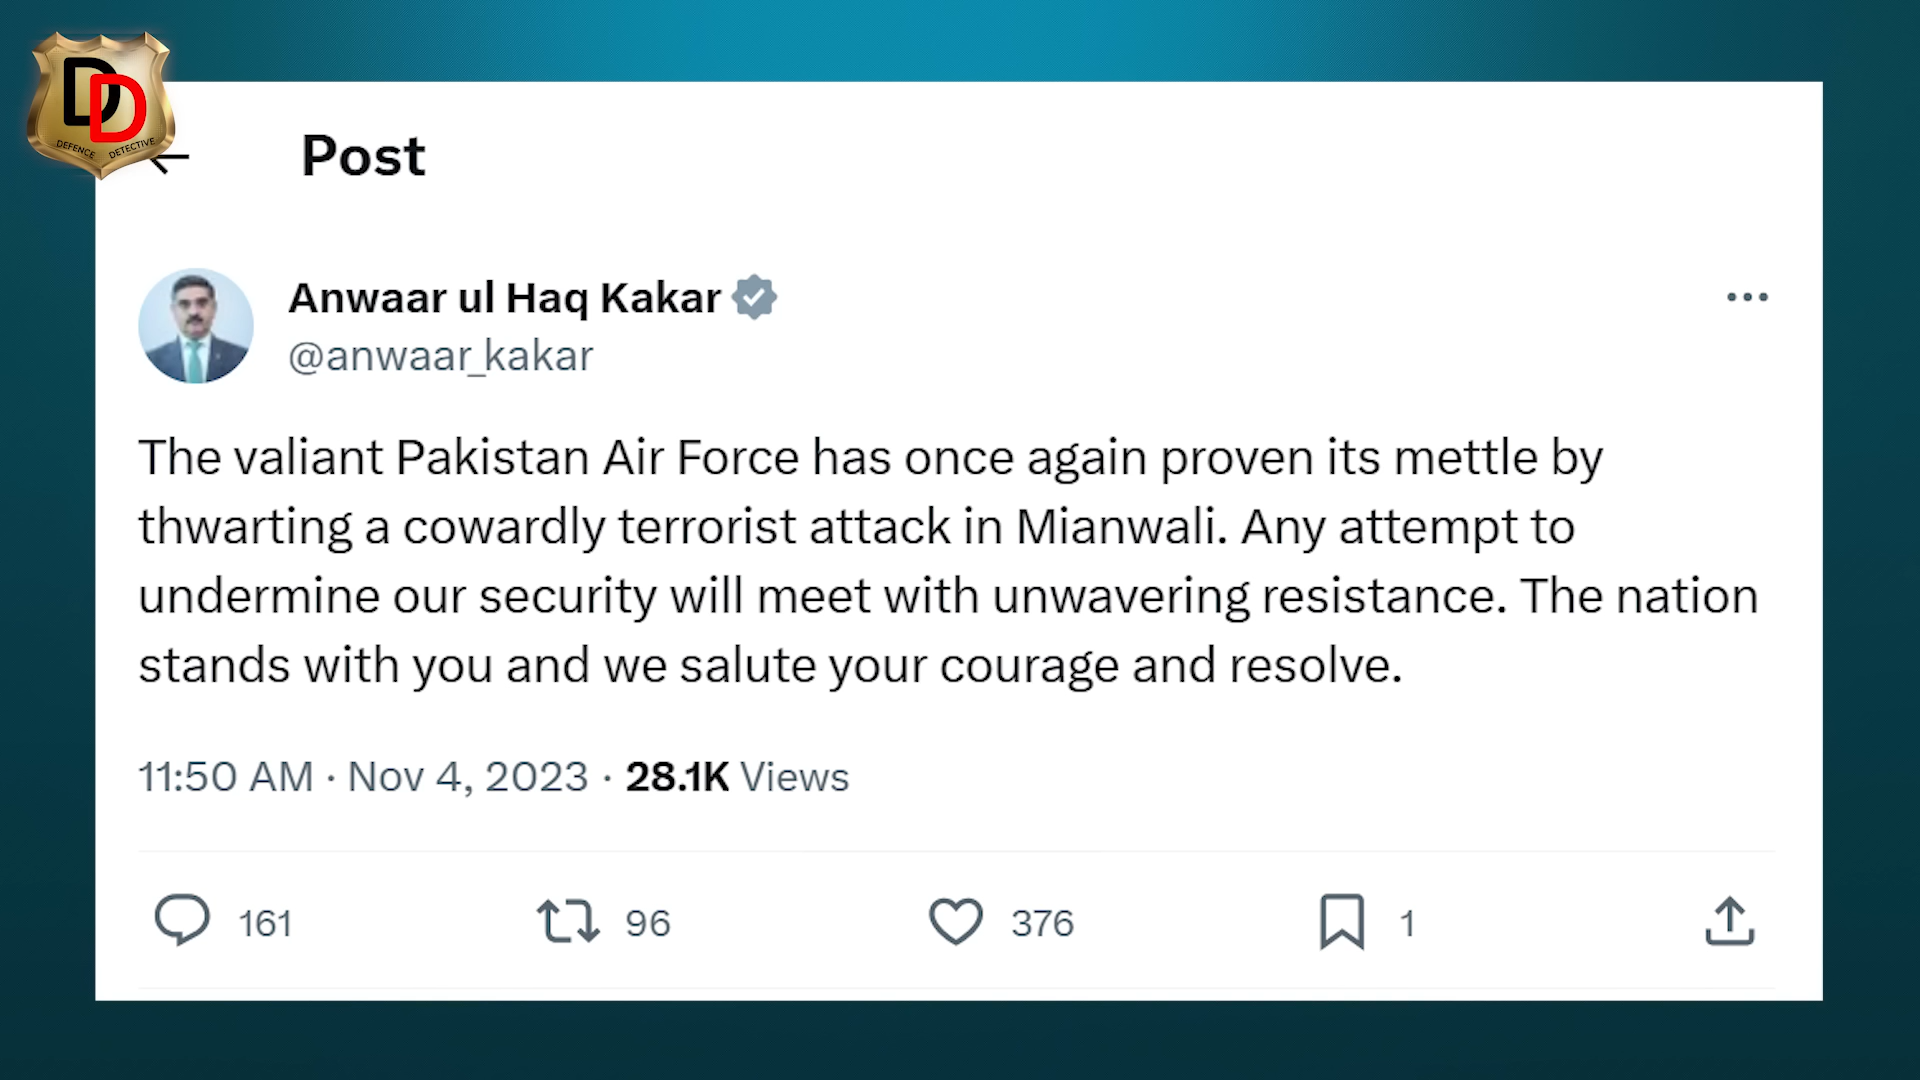 DD
DEFENCE DETECTIVE
Post
Anwaar ul Haq Kakar
@anwaar_kakar
The valiant Pakistan Air Force has once again proven its mettle by
thwarting a cowardly terrorist attack in Mianwali. Any attempt to
undermine our security will meet with unwavering resistance. The nation
stands with you and we salute your courage and resolve.
11:50 AM · Nov 4, 2023 · 28.1K Views
161 96 376 1